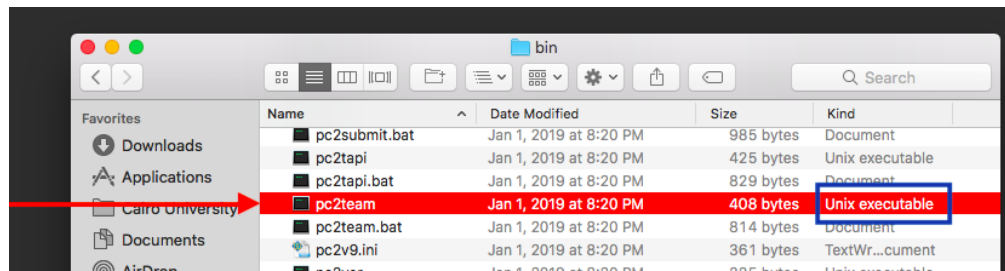 bin
Search
Favorites
Name Date Modified Size Kind
pc2submit.bat Jan 1, 2019 at 8:20 PM 985 bytes Document
Downloads
pc2tapi Jan 1, 2019 at 8:20 PM 425 bytes Unix executable
Applications
pc2tapi.bat Jan 1, 2019 at 8:20 PM 829 bytes Document
Cairo University
pc2team Jan 1, 2019 at 8:20 PM 408 bytes Unix executable
pc2team.bat Jan 1, 2019 at 8:20 PM 814 bytes Document
Documents
pc2v9.ini Jan 1, 2019 at 8:20 PM 361 bytes TextWr...cument
AirDrop